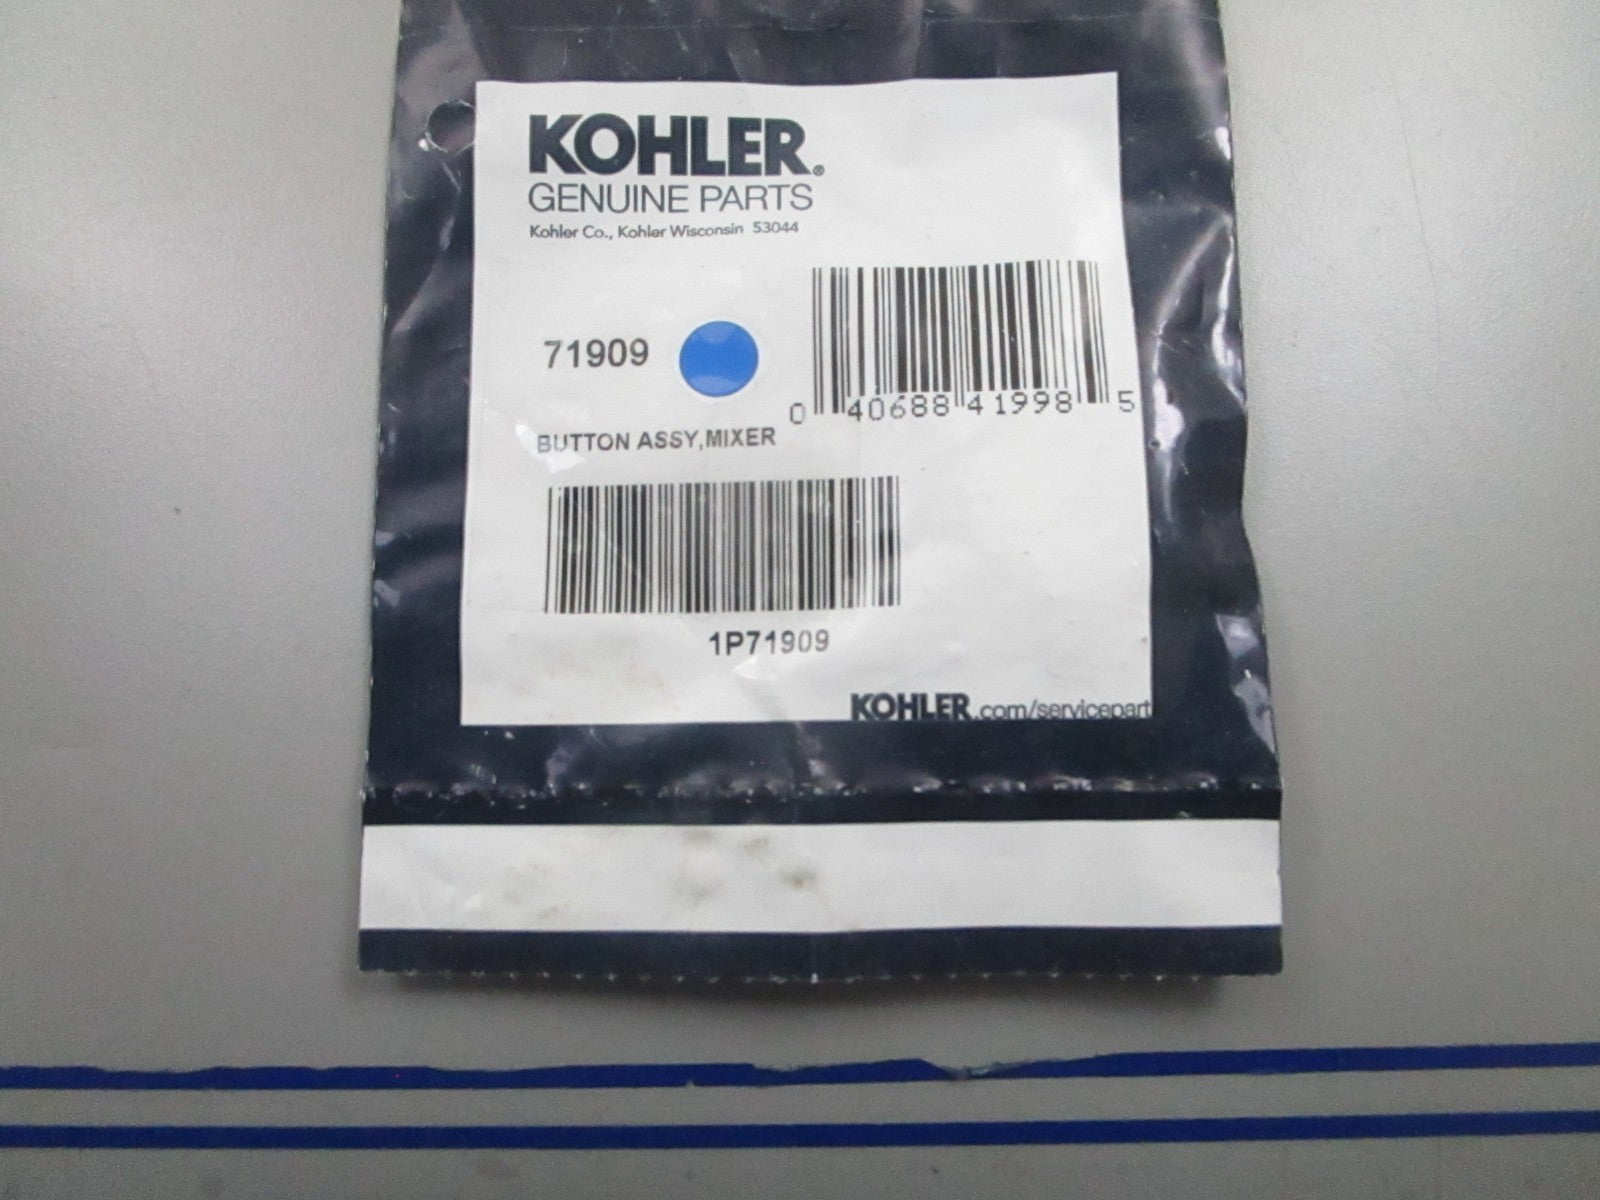 KOHLER®
GENUINE PARTS
Kohler Co., Kohler Wisconsin 53044
71909
0 40688 41998 5
BUTTON ASSY,MIXER
1P71909
KOHLER.com/servicepart